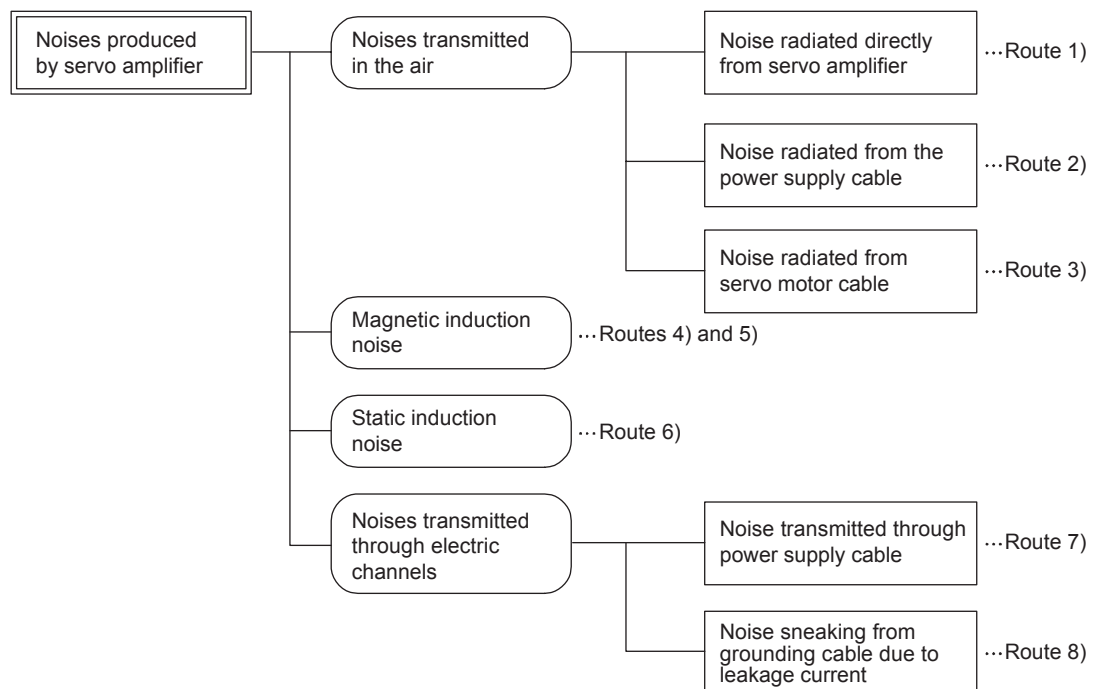 Noises produced
by servo amplifier
Noises transmitted
in the air
Noise radiated directly
from servo amplifier
…Route 1)
Noise radiated from the
power supply cable
…Route 2)
Noise radiated from
servo motor cable
…Route 3)
Magnetic induction
noise
…Routes 4) and 5)
Static induction
noise
…Route 6)
Noises transmitted
through electric
channels
Noise transmitted through
power supply cable
…Route 7)
Noise sneaking from
grounding cable due to
leakage current
…Route 8)